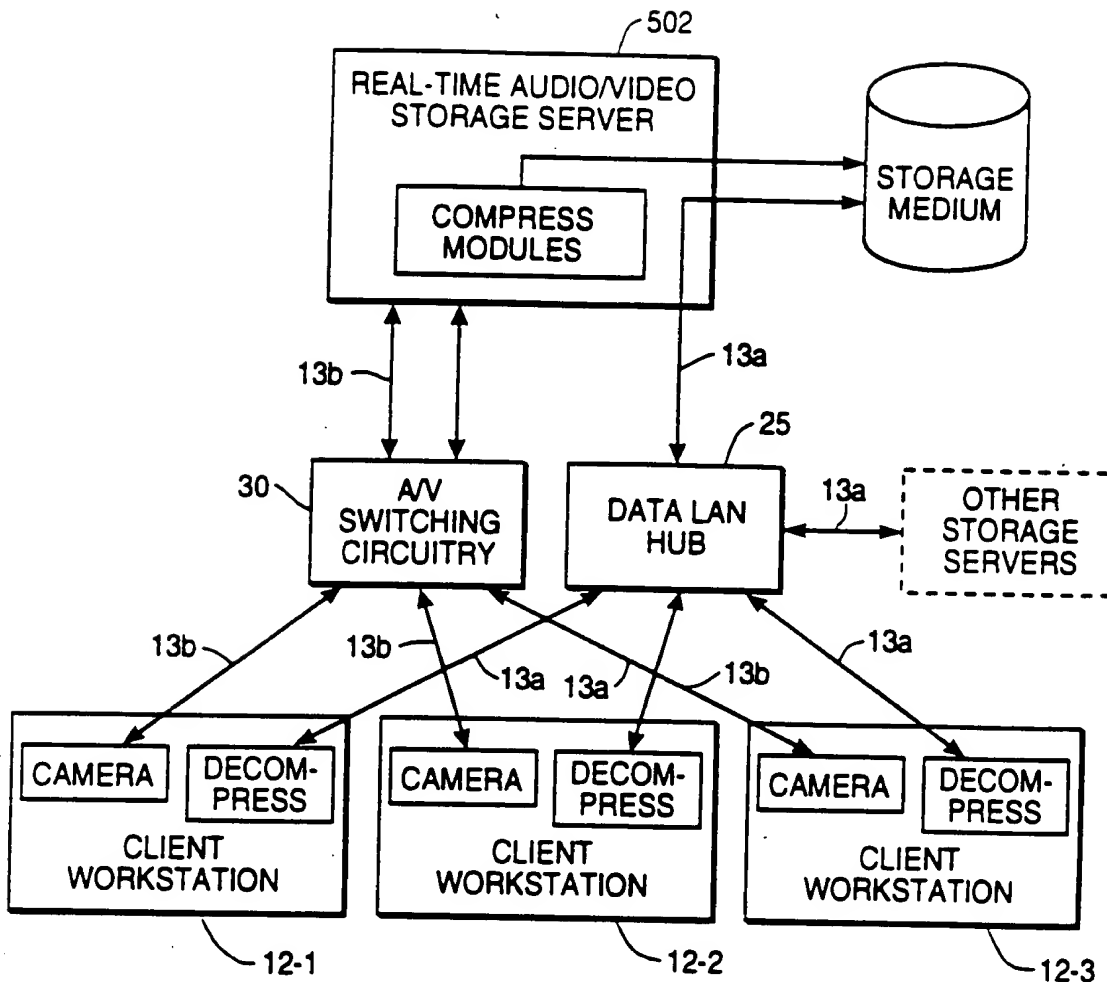 502
REAL-TIME AUDIO/VIDEO
STORAGE SERVER
COMPRESS
MODULES
STORAGE
MEDIUM
13b
13a
25
30
A/V
SWITCHING
CIRCUITRY
DATA LAN
HUB
13a
OTHER
STORAGE
SERVERS
13b
13b
13a
13a
13b
13a
CAMERA
DECOM-
PRESS
CLIENT
WORKSTATION
CAMERA
DECOM-
PRESS
CLIENT
WORKSTATION
CAMERA
DECOM-
PRESS
CLIENT
WORKSTATION
12-1
12-2
12-3